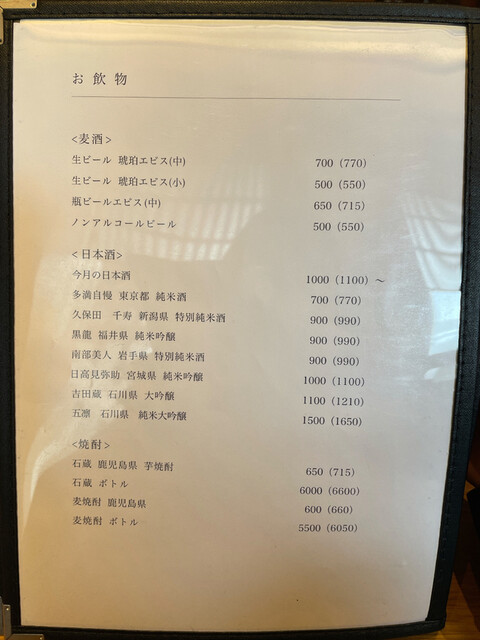 お飲物
<麦酒>
生ビール 琥珀エビス(中) 700 (770)
生ビール 琥珀エビス(小) 500 (550)
瓶ビールエビス(中) 650 (715)
ノンアルコールビール 500 (550)
<日本酒>
今月の日本酒 1000 (1100) ～
多満自慢 東京都 純米酒 700 (770)
久保田 千寿 新潟県 特別純米酒 900 (990)
黒龍 福井県 純米吟醸 900 (990)
南部美人 岩手県 特別純米酒 900 (990)
日高見弥助 宮城県 純米吟醸 1000 (1100)
吉田蔵 石川県 大吟醸 1100 (1210)
五凛 石川県 純米大吟醸 1500 (1650)
<焼酎>
石蔵 鹿児島県 芋焼酎 650 (715)
石蔵 ボトル 6000 (6600)
麦焼酎 鹿児島県 600 (660)
麦焼酎 ボトル 5500 (6050)